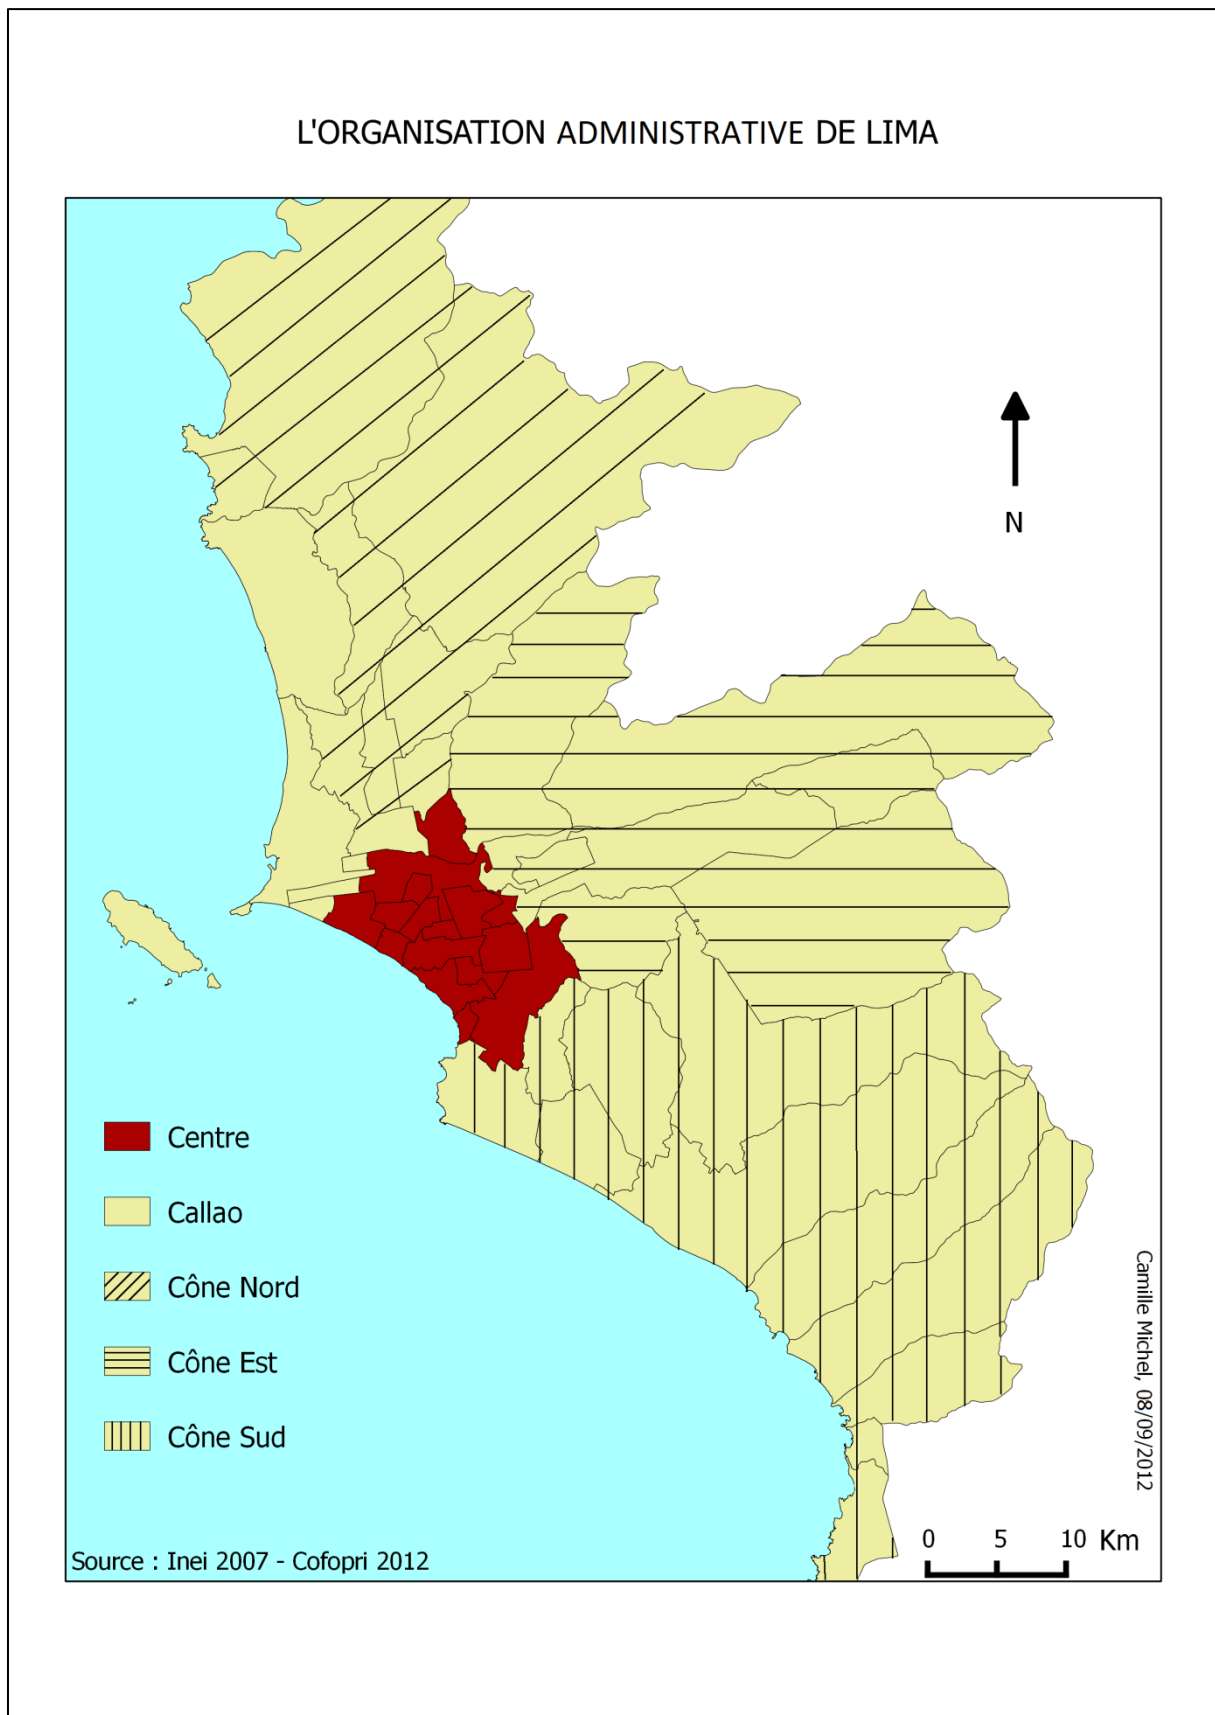 L'ORGANISATION ADMINISTRATIVE DE LIMA
N
Centre
Callao
Cône Nord
Cône Est
Cône Sud
Camille Michel, 08/09/2012
0 5 10 Km
Source : Inei 2007 - Cofopri 2012